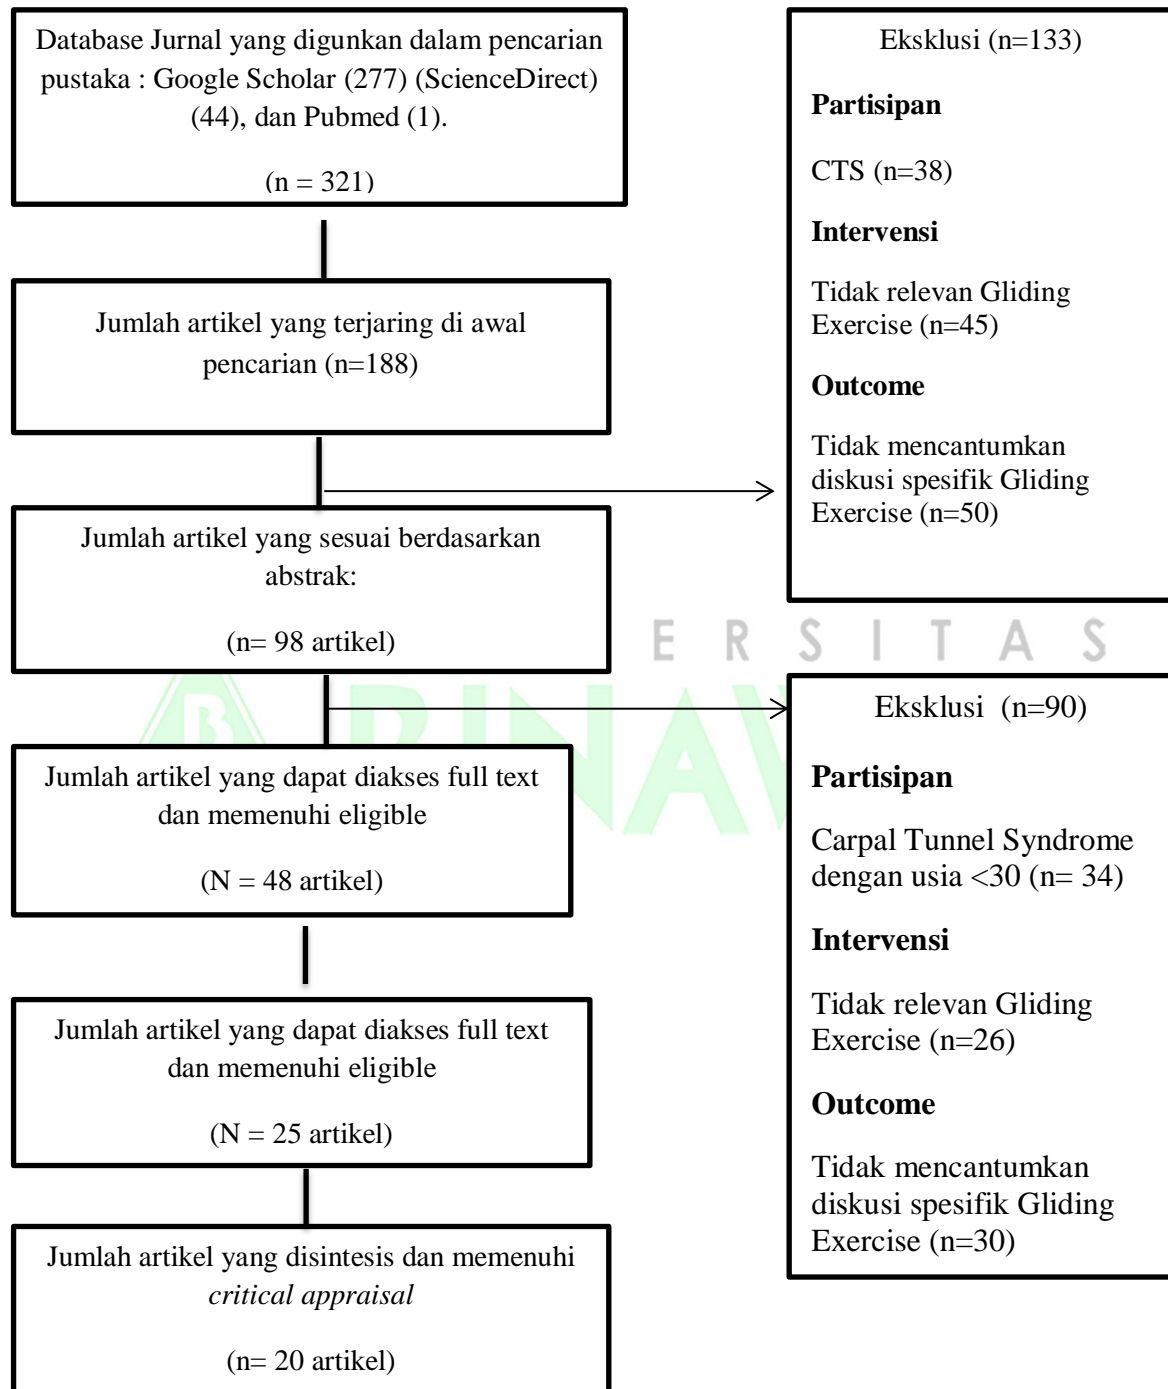 Database Jurnal yang digunakan dalam pencarian
pustaka : Google Scholar (277) (ScienceDirect)
(44), dan Pubmed (1).
(n = 321)
Jumlah artikel yang terjaring di awal
pencarian (n=188)
Jumlah artikel yang sesuai berdasarkan
abstrak:
(n= 98 artikel)
Jumlah artikel yang dapat diakses full text
dan memenuhi eligible
(N = 48 artikel)
Jumlah artikel yang dapat diakses full text
dan memenuhi eligible
(N = 25 artikel)
Jumlah artikel yang disintesis dan memenuhi
critical appraisal
(n= 20 artikel)
Eksklusi (n=133)
Partisipan
CTS (n=38)
Intervensi
Tidak relevan Gliding
Exercise (n=45)
Outcome
Tidak mencantumkan
diskusi spesifik Gliding
Exercise (n=50)
Eksklusi (n=90)
Partisipan
Carpal Tunnel Syndrome
dengan usia <30 (n= 34)
Intervensi
Tidak relevan Gliding
Exercise (n=26)
Outcome
Tidak mencantumkan
diskusi spesifik Gliding
Exercise (n=30)